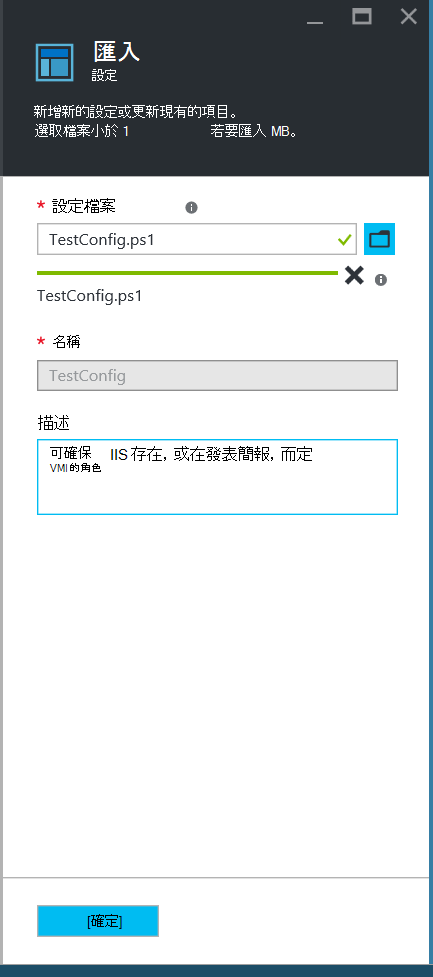 匯入
設定
新增新的設定或更新現有的項目。
選取檔案小於 1 若要匯入 MB。
* 設定檔案
TestConfig.ps1
TestConfig.ps1
* 名稱
TestConfig
描述
可確保 IIS 存在, 或在發表簡報, 而定
VMI 的角色
[確定]